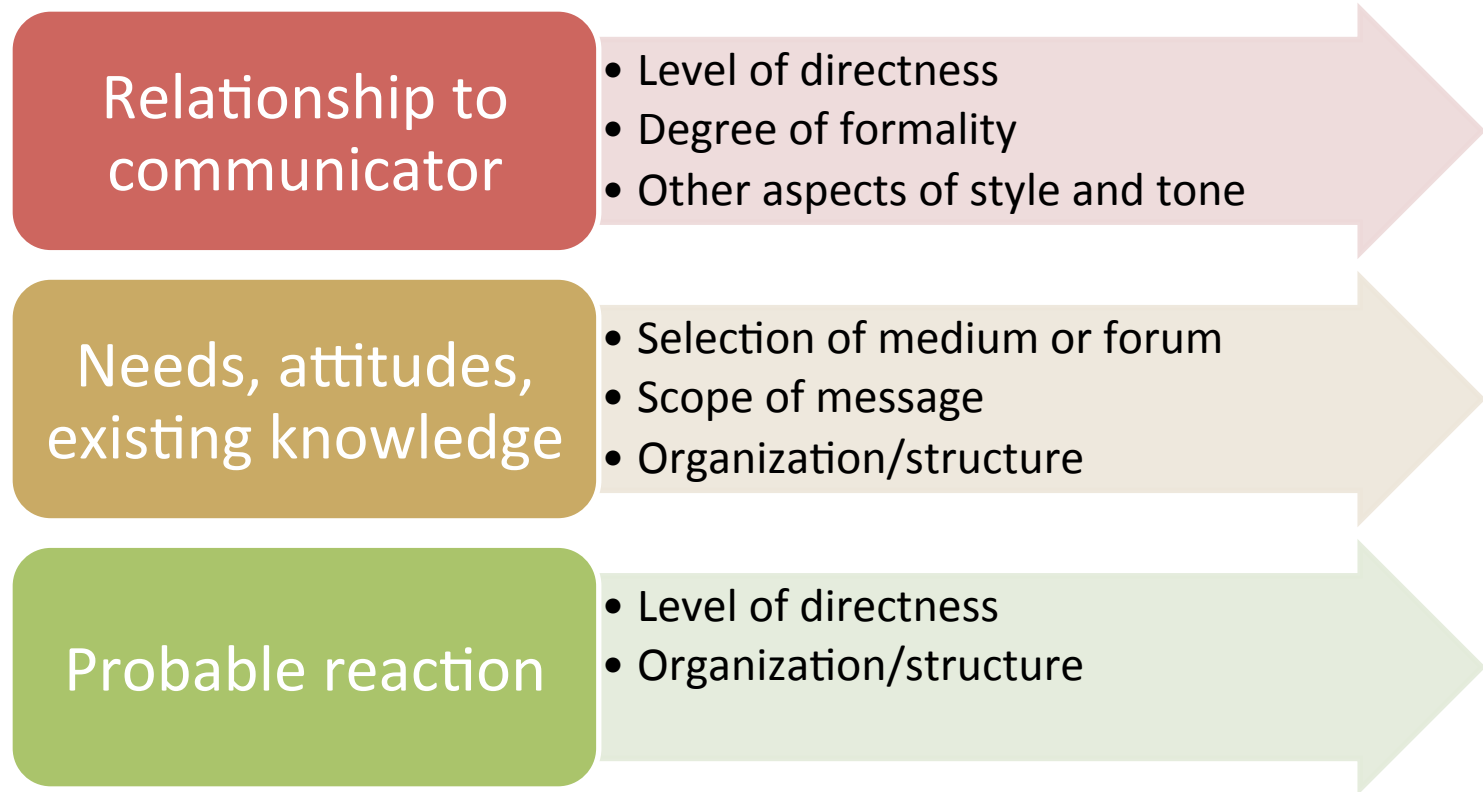 Relationship to
communicator
• Level of directness
• Degree of formality
• Other aspects of style and tone
Needs, attitudes,
existing knowledge
• Selection of medium or forum
• Scope of message
• Organization/structure
Probable reaction
• Level of directness
• Organization/structure